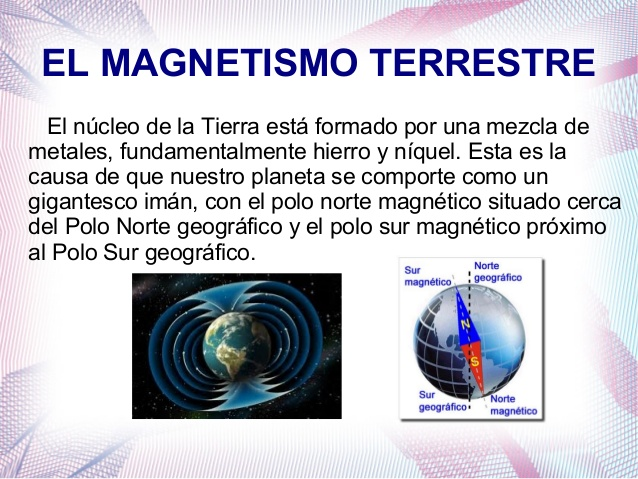 EL MAGNETISMO TERRESTRE
El núcleo de la Tierra está formado por una mezcla de
metales, fundamentalmente hierro y níquel. Esta es la
causa de que nuestro planeta se comporte como un
gigantesco imán, con el polo norte magnético situado cerca
del Polo Norte geográfico y el polo sur magnético próximo
al Polo Sur geográfico.
Sur
magnético
Norte
geográfico
N
S
Sur
geográfico
Norte
magnético